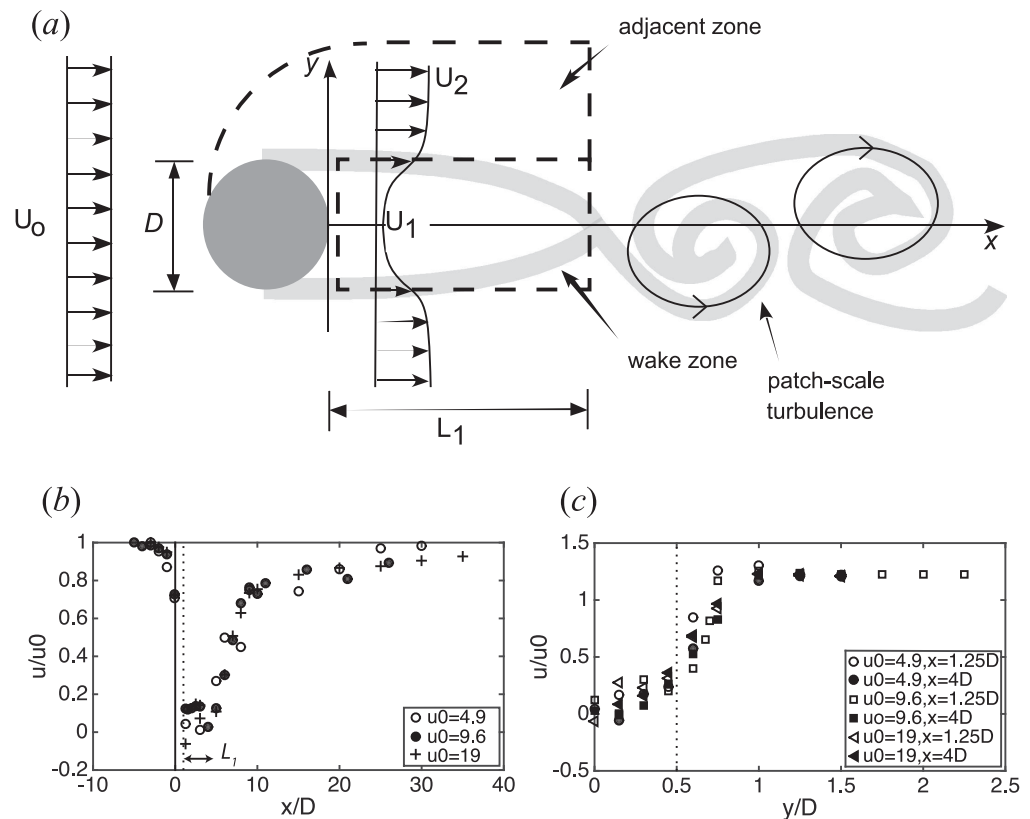 (a)
adjacent zone
y
U2
Uo
D
U1
x
wake zone
patch-scale
turbulence
L1
(b)
u/u0
1
0.8
0.6
0.4
0.2
0
-0.2
-10
0
10
20
30
40
x/D
L1
u0=4.9
u0=9.6
u0=19
(c)
u/u0
1.5
1
0.5
0
-0.5
0
0.5
1
1.5
2
2.5
y/D
u0=4.9,x=1.25D
u0=4.9,x=4D
u0=9.6,x=1.25D
uo=9.6,x=4D
u0=19,x=1.25D
u0=19,x=4D